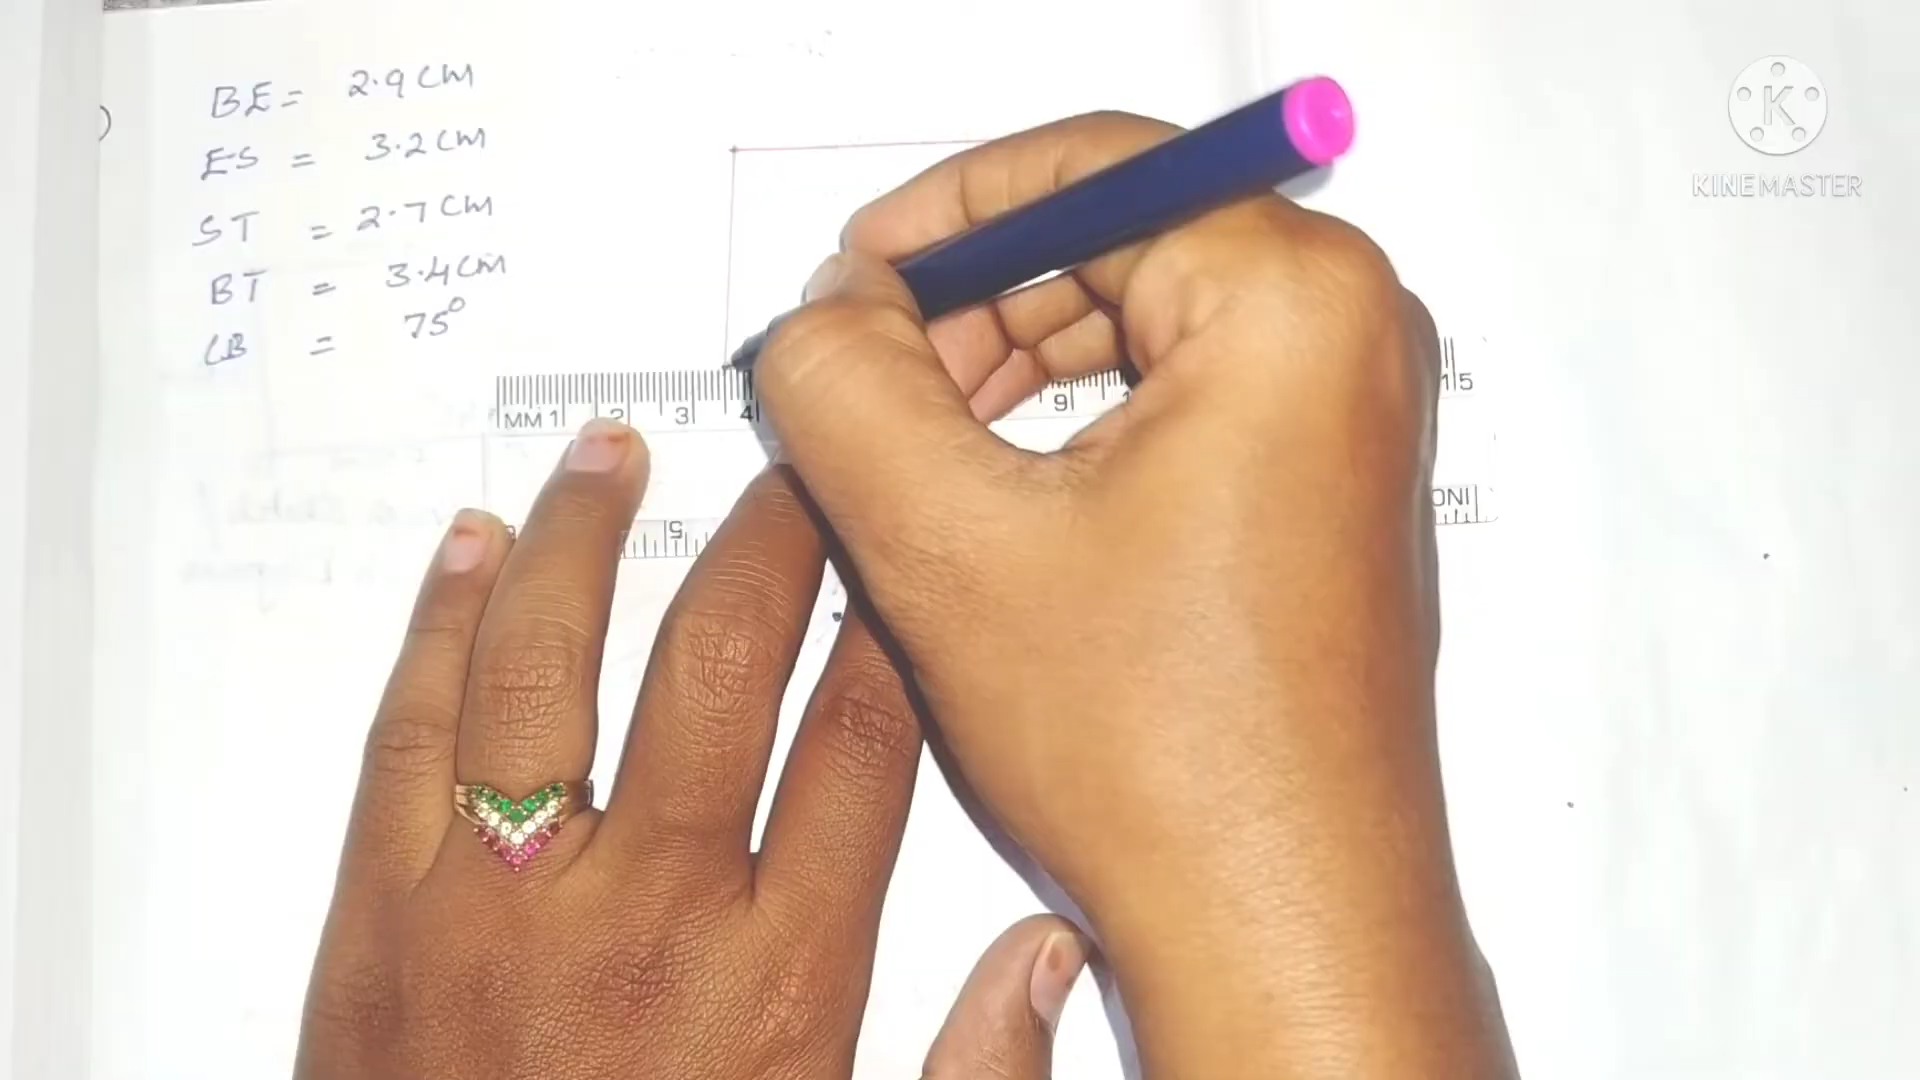 BE = 2.9 CM
ES = 3.2 CM
ST = 2.7 CM
BT = 3.4 CM
∠B = 75°
KINEMASTER
MM 1 2 3 4 9 15
5